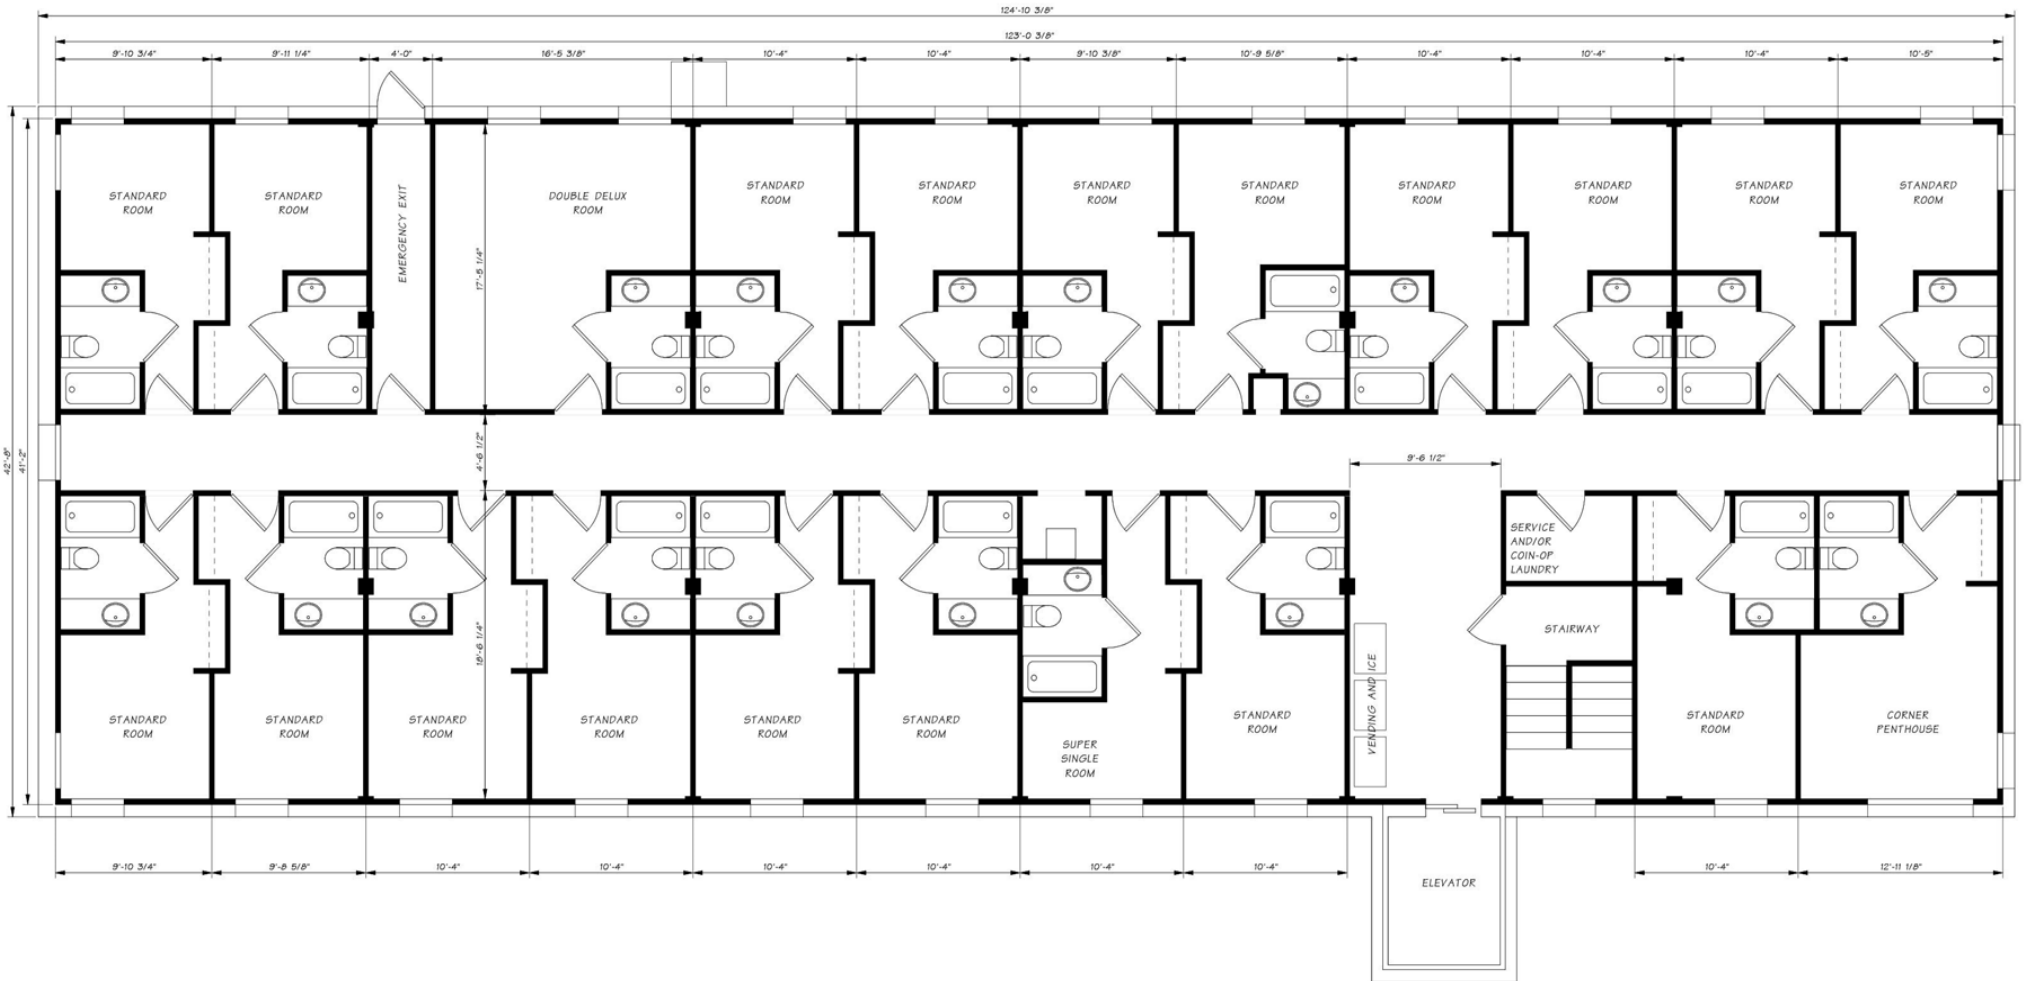 124'-10 3/8"
123'-0 3/8"
9'-10 3/4"
9'-11 1/4"
4'-0"
16'-5 3/8"
10'-4"
10'-4"
9'-10 3/8"
10'-9 5/8"
10'-4"
10'-4"
10'-4"
10'-5"
STANDARD
ROOM
STANDARD
ROOM
EMERGENCY EXIT
DOUBLE DELUX
ROOM
STANDARD
ROOM
STANDARD
ROOM
STANDARD
ROOM
STANDARD
ROOM
STANDARD
ROOM
STANDARD
ROOM
STANDARD
ROOM
STANDARD
ROOM
17'-5 1/4"
42'-8"
41'-2"
4'-6 1/2"
9'-6 1/2"
SERVICE
AND/OR
COIN-OP
LAUNDRY
STAIRWAY
18'-6 1/4"
VENDING AND ICE
STANDARD
ROOM
STANDARD
ROOM
STANDARD
ROOM
STANDARD
ROOM
STANDARD
ROOM
STANDARD
ROOM
SUPER
SINGLE
ROOM
STANDARD
ROOM
STANDARD
ROOM
CORNER
PENTHOUSE
9'-10 3/4"
9'-8 5/8"
10'-4"
10'-4"
10'-4"
10'-4"
10'-4"
10'-4"
10'-4"
12'-11 1/8"
ELEVATOR